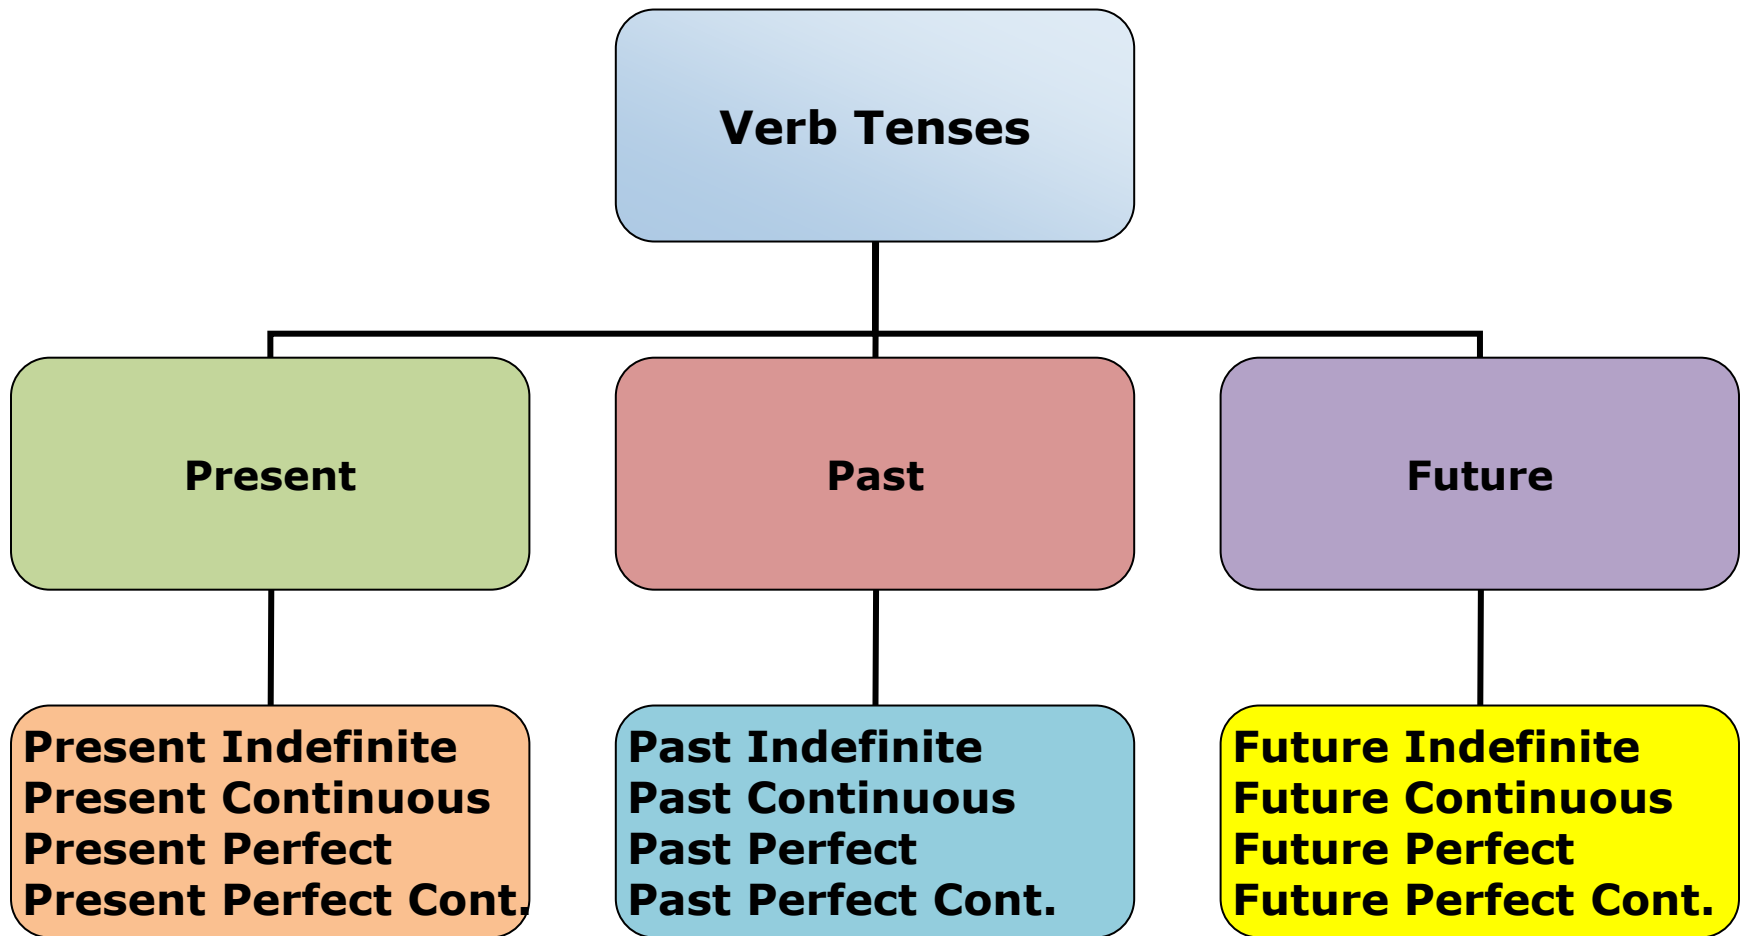 Verb Tenses
Present
Past
Future
Present Indefinite
Present Continuous
Present Perfect
Present Perfect Cont.
Past Indefinite
Past Continuous
Past Perfect
Past Perfect Cont.
Future Indefinite
Future Continuous
Future Perfect
Future Perfect Cont.